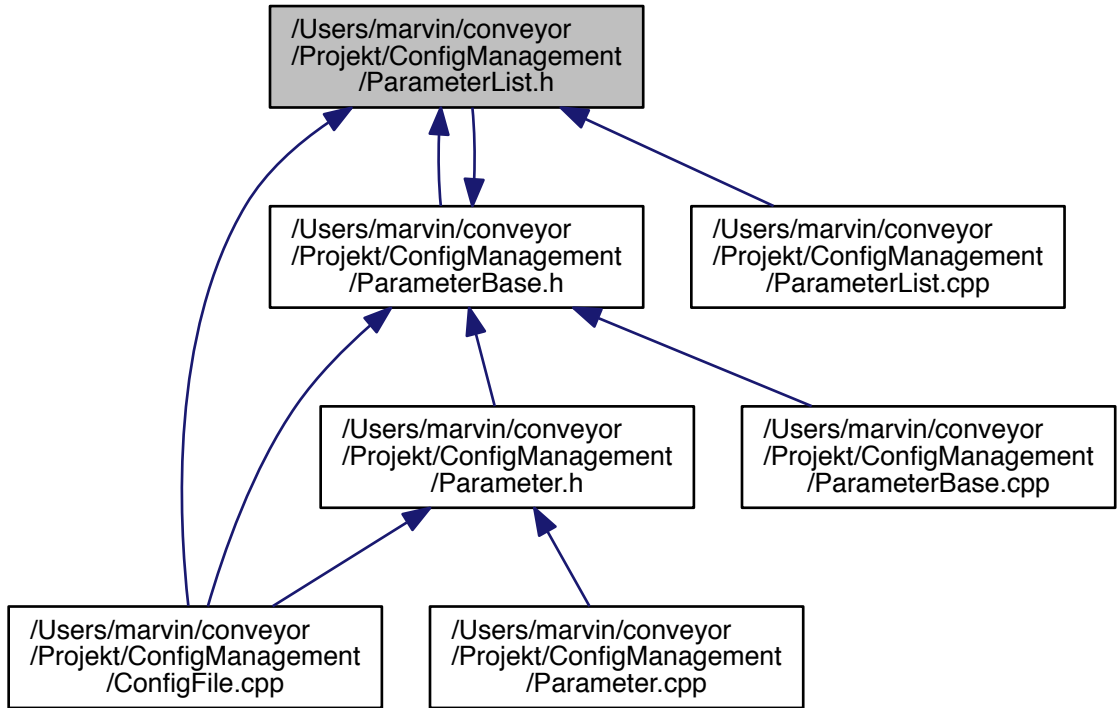 /Users/marvin/conveyor
/Projekt/ConfigManagement
/ParameterList.h
/Users/marvin/conveyor
/Projekt/ConfigManagement
/ParameterBase.h
/Users/marvin/conveyor
/Projekt/ConfigManagement
/ParameterList.cpp
/Users/marvin/conveyor
/Projekt/ConfigManagement
/Parameter.h
/Users/marvin/conveyor
/Projekt/ConfigManagement
/ParameterBase.cpp
/Users/marvin/conveyor
/Projekt/ConfigManagement
/ConfigFile.cpp
/Users/marvin/conveyor
/Projekt/ConfigManagement
/Parameter.cpp